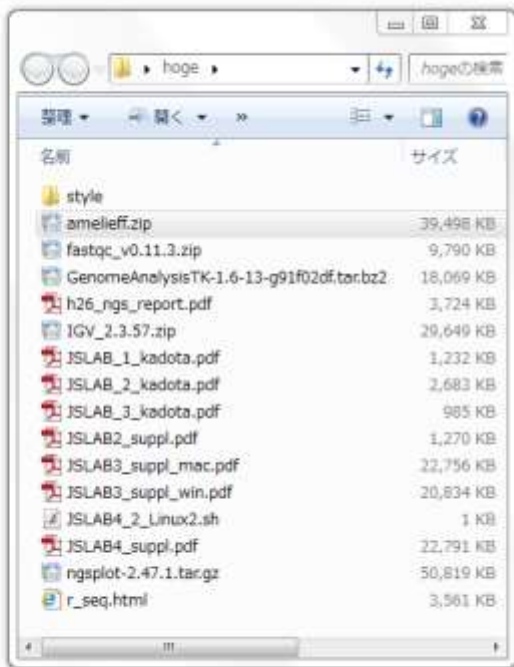 hoge
hogeの検索
整理 開く »
名前 サイズ
style
amelieff.zip 39,498 KB
fastqc_v0.11.3.zip 9,790 KB
GenomeAnalysisTK-1.6-13-g91f02df.tar.bz2 18,069 KB
h26_ngs_report.pdf 3,724 KB
IGV_2.3.57.zip 29,649 KB
JSLAB_1_kadota.pdf 1,232 KB
JSLAB_2_kadota.pdf 2,683 KB
JSLAB_3_kadota.pdf 985 KB
JSLAB2_suppl.pdf 1,270 KB
JSLAB3_suppl_mac.pdf 22,756 KB
JSLAB3_suppl_win.pdf 20,834 KB
JSLAB4_2_Linux2.sh 1 KB
JSLAB4_suppl.pdf 22,791 KB
ngsplot-2.47.1.tar.gz 50,819 KB
r_seq.html 3,561 KB